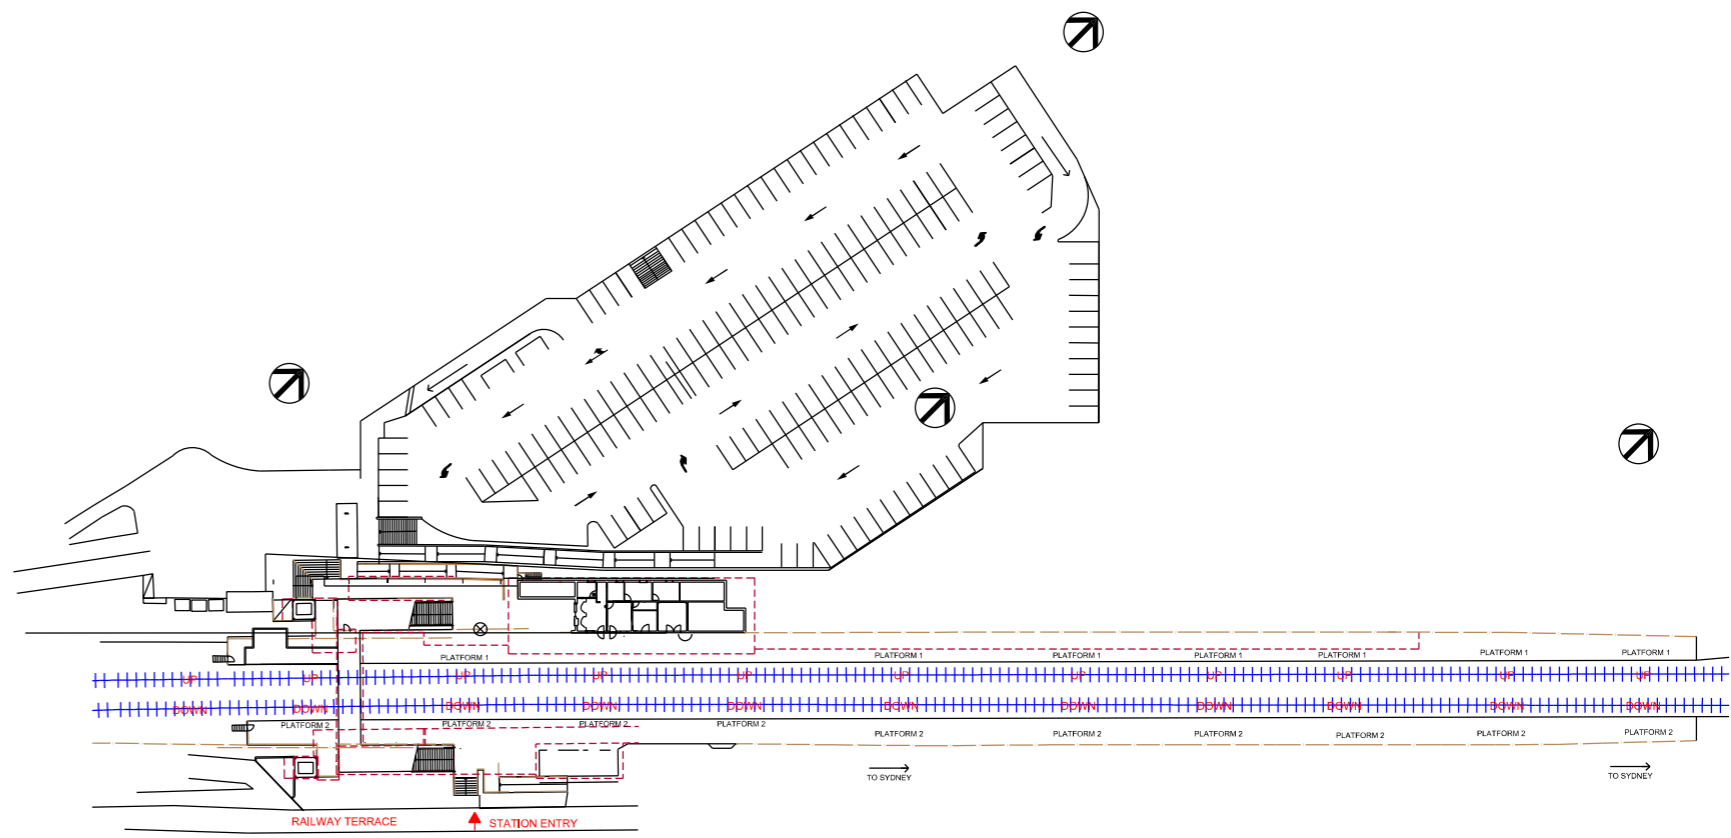 PLATFORM 1 PLATFORM 1 PLATFORM 1 PLATFORM 1 PLATFORM 1 PLATFORM 1 PLATFORM 1
UP UP UP UP UP UP UP UP UP UP UP
DOWN DOWN DOWN DOWN DOWN DOWN DOWN DOWN DOWN DOWN DOWN
PLATFORM 2 PLATFORM 2 PLATFORM 2 PLATFORM 2 PLATFORM 2 PLATFORM 2 PLATFORM 2 PLATFORM 2 PLATFORM 2 PLATFORM 2
TO SYDNEY TO SYDNEY
RAILWAY TERRACE STATION ENTRY